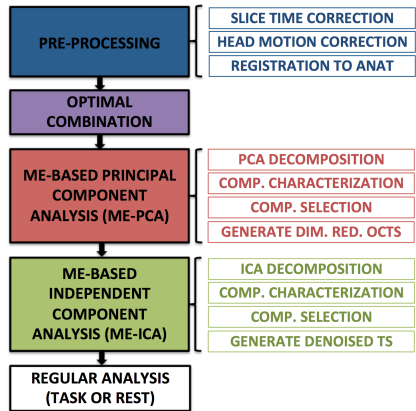 PRE-PROCESSING
SLICE TIME CORRECTION
HEAD MOTION CORRECTION
REGISTRATION TO ANAT
OPTIMAL
COMBINATION
ME-BASED PRINCIPAL
COMPONENT
ANALYSIS (ME-PCA)
PCA DECOMPOSITION
COMP. CHARACTERIZATION
COMP. SELECTION
GENERATE DIM. RED. OCTS
ME-BASED
INDEPENDENT
COMPONENT
ANALYSIS (ME-ICA)
ICA DECOMPOSITION
COMP. CHARACTERIZATION
COMP. SELECTION
GENERATE DENOISED TS
REGULAR ANALYSIS
(TASK OR REST)